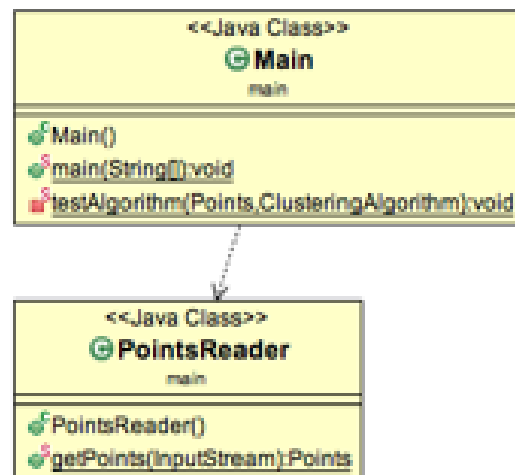 <<Java Class>>
Main
main
Main()
main(String[]):void
testAlgorithm(Points,ClusteringAlgorithm):void
<<Java Class>>
PointsReader
main
PointsReader()
getPoints(InputStream):Points